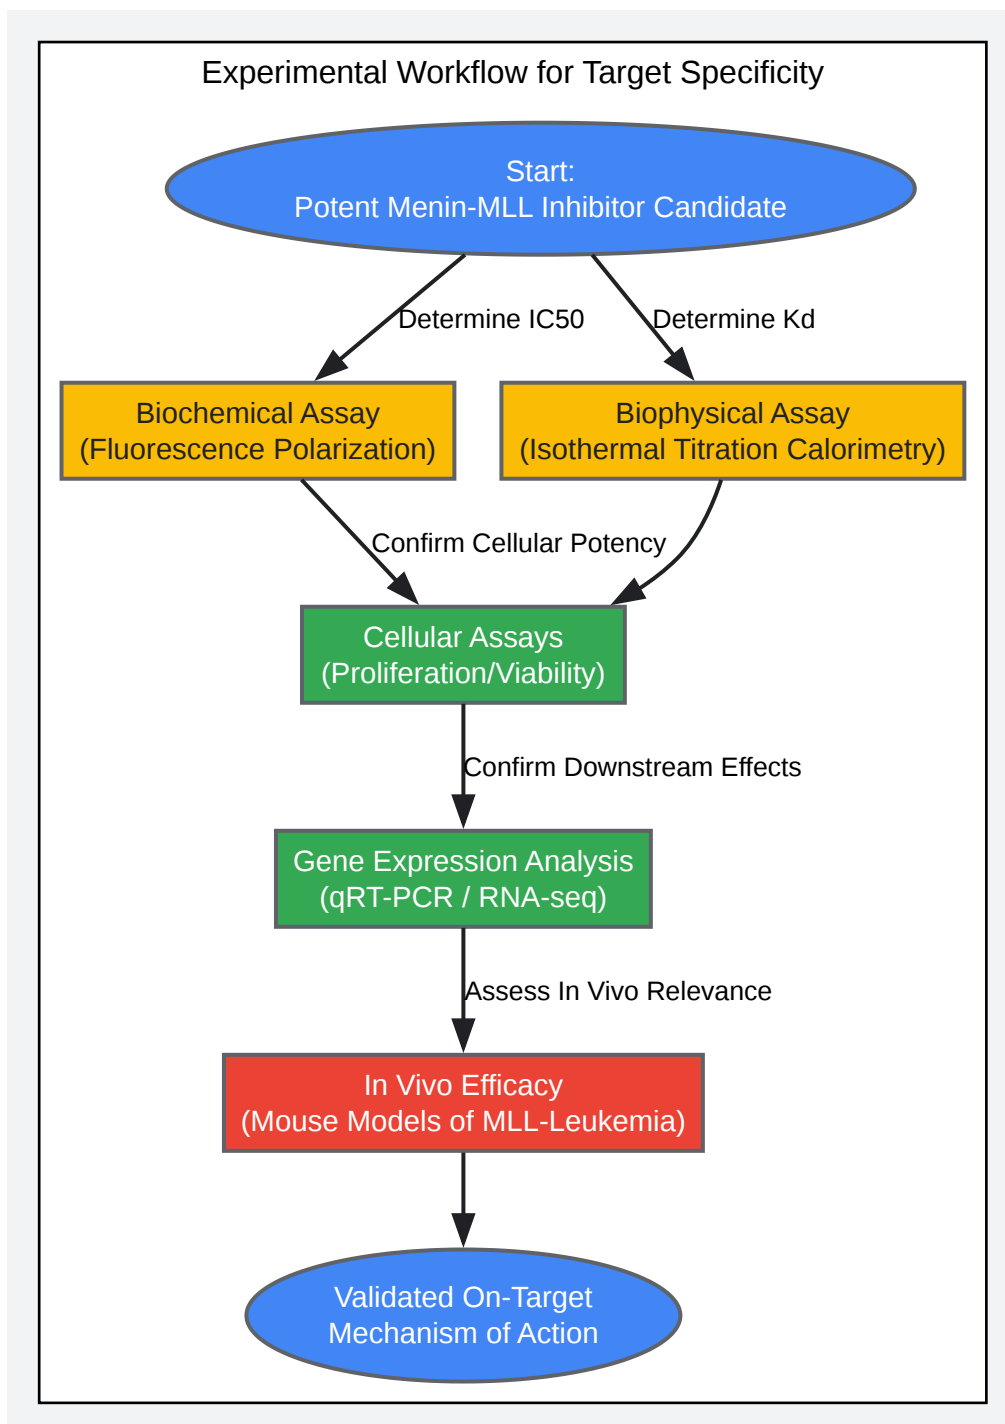 Experimental Workflow for Target Specificity
Start:
Potent Menin-MLL Inhibitor Candidate
Determine IC50
Determine Kd
Biochemical Assay
(Fluorescence Polarization)
Biophysical Assay
(Isothermal Titration Calorimetry)
Confirm Cellular Potency
Cellular Assays
(Proliferation/Viability)
Confirm Downstream Effects
Gene Expression Analysis
(qRT-PCR / RNA-seq)
Assess In Vivo Relevance
In Vivo Efficacy
(Mouse Models of MLL-Leukemia)
Validated On-Target
Mechanism of Action